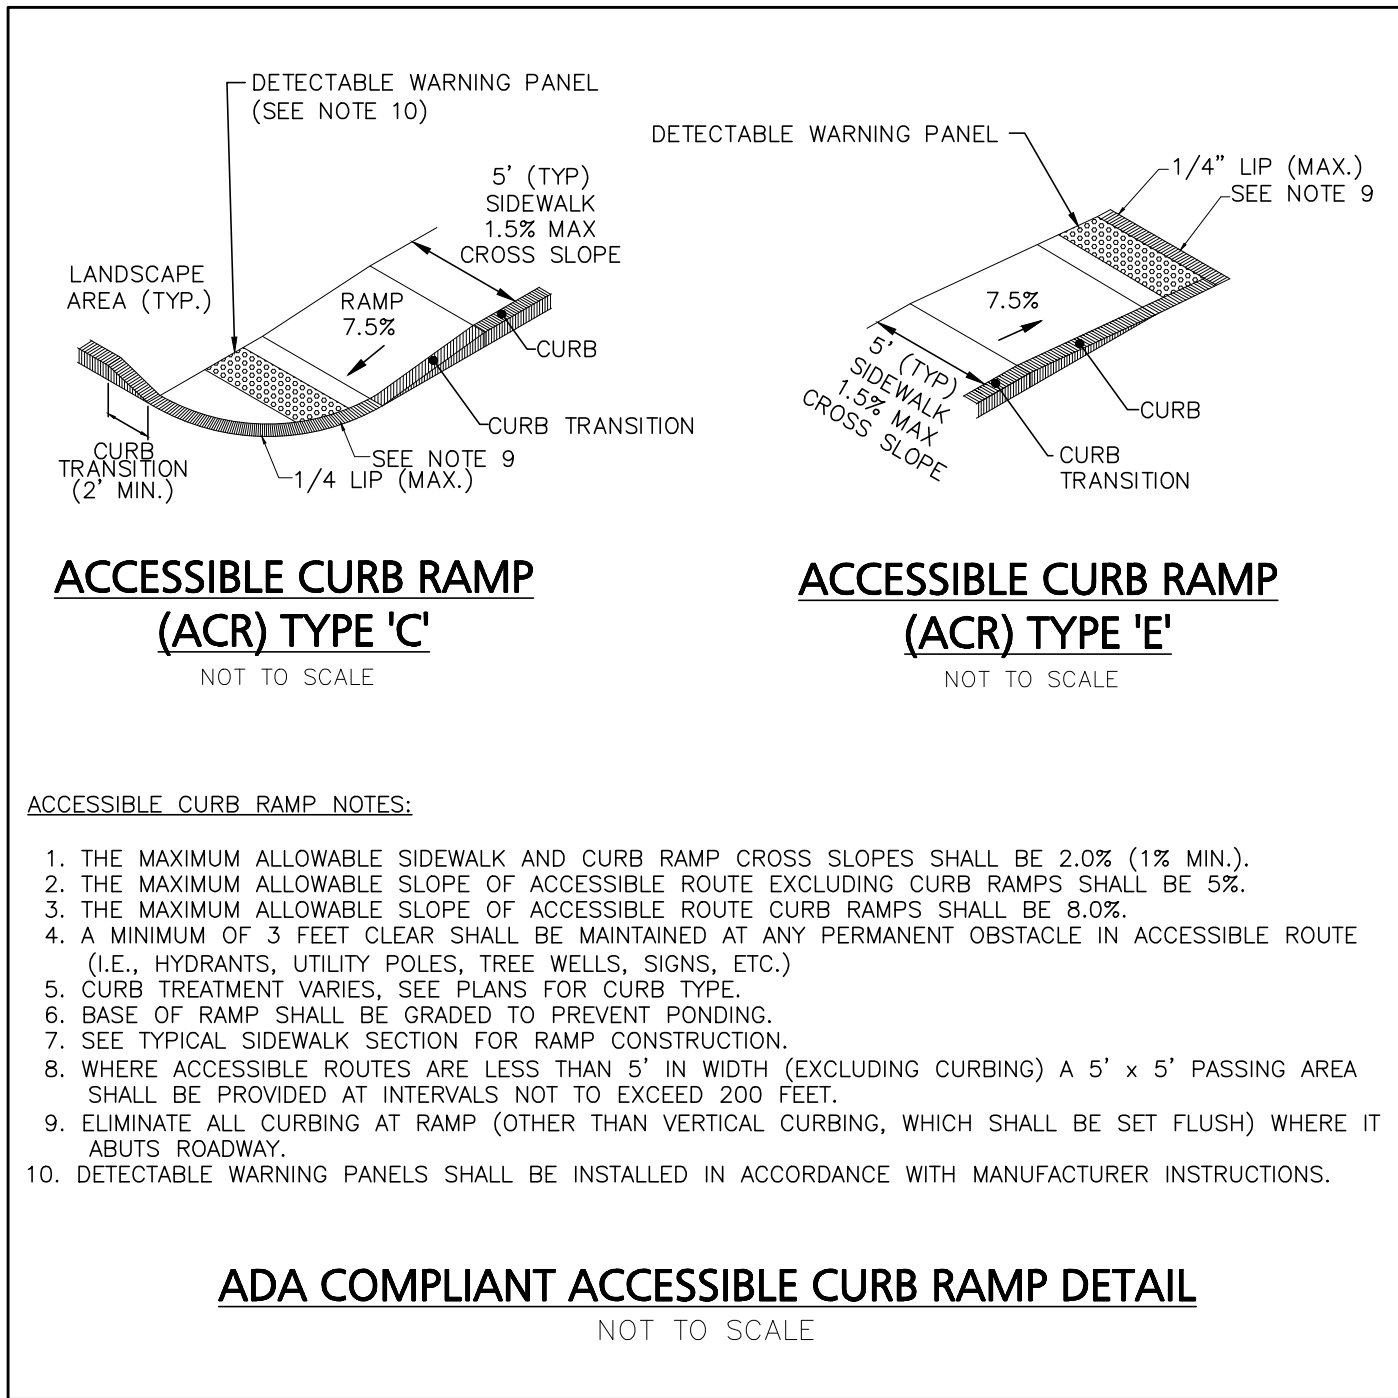 DETECTABLE WARNING PANEL
(SEE NOTE 10)
5' (TYP)
SIDEWALK
1.5% MAX
CROSS SLOPE
LANDSCAPE
AREA (TYP.)
RAMP
7.5%
CURB
CURB TRANSITION
SEE NOTE 9
1/4 LIP (MAX.)
CURB
TRANSITION
(2' MIN.)
ACCESSIBLE CURB RAMP
(ACR) TYPE 'C'
NOT TO SCALE
DETECTABLE WARNING PANEL
1/4" LIP (MAX.)
SEE NOTE 9
7.5%
5' (TYP)
SIDEWALK
1.5% MAX
CROSS SLOPE
CURB
CURB
TRANSITION
ACCESSIBLE CURB RAMP
(ACR) TYPE 'E'
NOT TO SCALE
ACCESSIBLE CURB RAMP NOTES:
1. THE MAXIMUM ALLOWABLE SIDEWALK AND CURB RAMP CROSS SLOPES SHALL BE 2.0% (1% MIN.).
2. THE MAXIMUM ALLOWABLE SLOPE OF ACCESSIBLE ROUTE EXCLUDING CURB RAMPS SHALL BE 5%.
3. THE MAXIMUM ALLOWABLE SLOPE OF ACCESSIBLE ROUTE CURB RAMPS SHALL BE 8.0%.
4. A MINIMUM OF 3 FEET CLEAR SHALL BE MAINTAINED AT ANY PERMANENT OBSTACLE IN ACCESSIBLE ROUTE
(I.E., HYDRANTS, UTILITY POLES, TREE WELLS, SIGNS, ETC.)
5. CURB TREATMENT VARIES, SEE PLANS FOR CURB TYPE.
6. BASE OF RAMP SHALL BE GRADED TO PREVENT PONDING.
7. SEE TYPICAL SIDEWALK SECTION FOR RAMP CONSTRUCTION.
8. WHERE ACCESSIBLE ROUTES ARE LESS THAN 5' IN WIDTH (EXCLUDING CURBING) A 5' x 5' PASSING AREA
SHALL BE PROVIDED AT INTERVALS NOT TO EXCEED 200 FEET.
9. ELIMINATE ALL CURBING AT RAMP (OTHER THAN VERTICAL CURBING, WHICH SHALL BE SET FLUSH) WHERE IT
ABUTS ROADWAY.
10. DETECTABLE WARNING PANELS SHALL BE INSTALLED IN ACCORDANCE WITH MANUFACTURER INSTRUCTIONS.
ADA COMPLIANT ACCESSIBLE CURB RAMP DETAIL
NOT TO SCALE